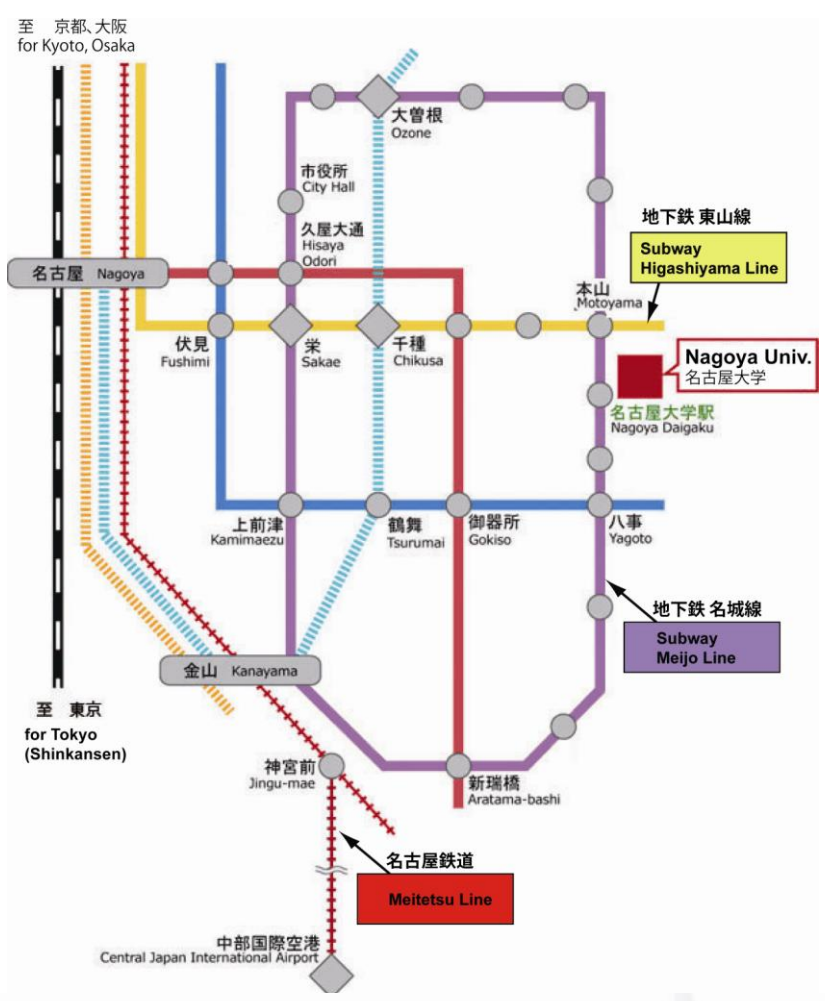 至 京都、大阪
for Kyoto, Osaka
大曽根
Ozone
市役所
City Hall
久屋大通
Hisaya
Odori
地下鉄 東山線
Subway
Higashiyama Line
名古屋 Nagoya
本山
Motoyama
伏見
Fushimi
栄
Sakae
千種
Chikusa
Nagoya Univ.
名古屋大学
名古屋大学駅
Nagoya Daigaku
上前津
Kamimaezu
鶴舞
Tsurumai
御器所
Gokiso
八事
Yagoto
地下鉄 名城線
Subway
Meijo Line
金山 Kanayama
至 東京
for Tokyo
(Shinkansen)
神宮前
Jingu-mae
新瑞橋
Aratama-bashi
名古屋鉄道
Meitetsu Line
中部国際空港
Central Japan International Airport